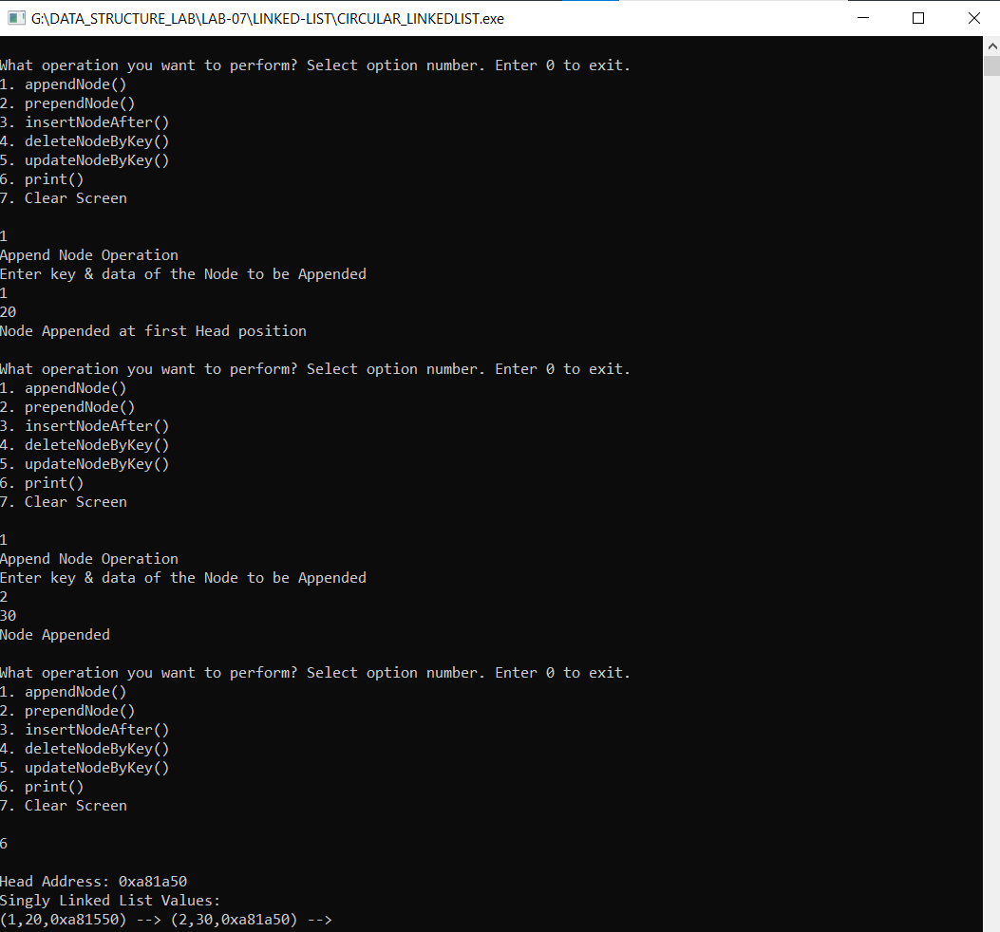 G:\DATA_STRUCTURE_LAB\LAB-07\LINKED-LIST\CIRCULAR_LINKEDLIST.exe
What operation you want to perform? Select option number. Enter 0 to exit.
1. appendNode()
2. prependNode()
3. insertNodeAfter()
4. deleteNodeByKey()
5. updateNodeByKey()
6. print()
7. Clear Screen
1
Append Node Operation
Enter key & data of the Node to be Appended
1
20
Node Appended at first Head position
What operation you want to perform? Select option number. Enter 0 to exit.
1. appendNode()
2. prependNode()
3. insertNodeAfter()
4. deleteNodeByKey()
5. updateNodeByKey()
6. print()
7. Clear Screen
1
Append Node Operation
Enter key & data of the Node to be Appended
2
30
Node Appended
What operation you want to perform? Select option number. Enter 0 to exit.
1. appendNode()
2. prependNode()
3. insertNodeAfter()
4. deleteNodeByKey()
5. updateNodeByKey()
6. print()
7. Clear Screen
6
Head Address: 0xa81a50
Singly Linked List Values:
(1,20,0xa81550) --> (2,30,0xa81a50) -->